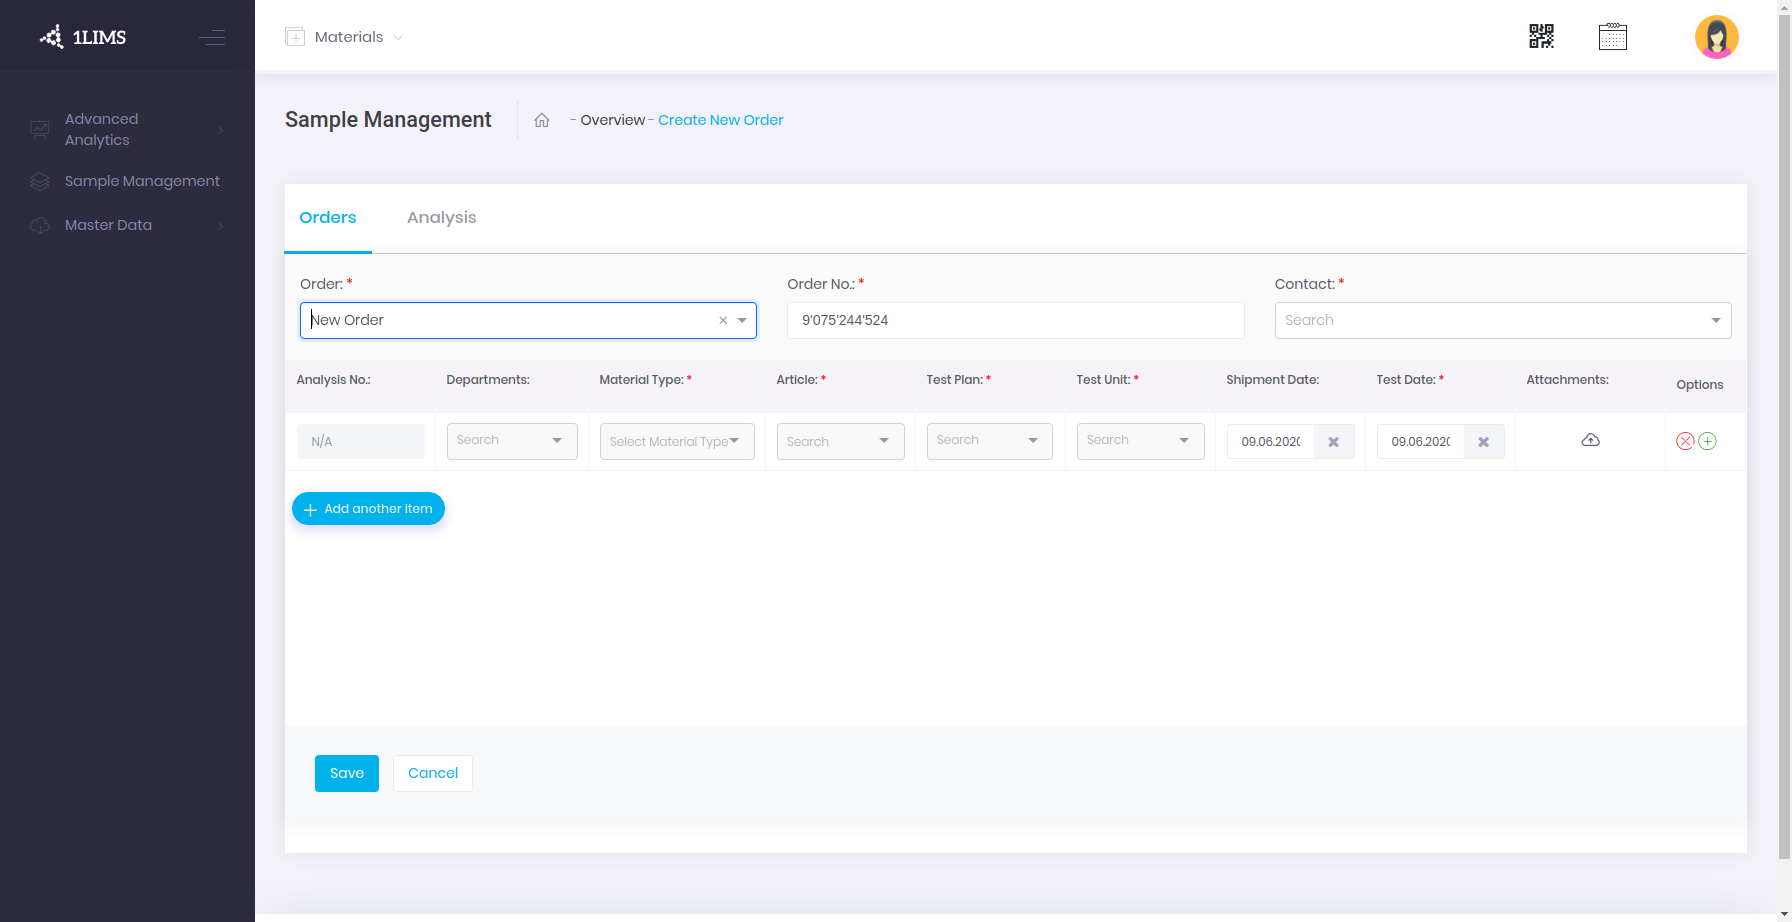 1LIMS
Materials
Advanced
Analytics
Sample Management
Master Data
Sample Management - Overview - Create New Order
Orders Analysis
Order: * Order No.: * Contact: *
New Order × 9'075'244'524 Search
Analysis No.: Departments: Material Type: * Article: * Test Plan: * Test Unit: * Shipment Date: Test Date: * Attachments: Options
N/A Search Select Material Type Search Search Search 09.06.2020 09.06.2020
Add another item
Save Cancel